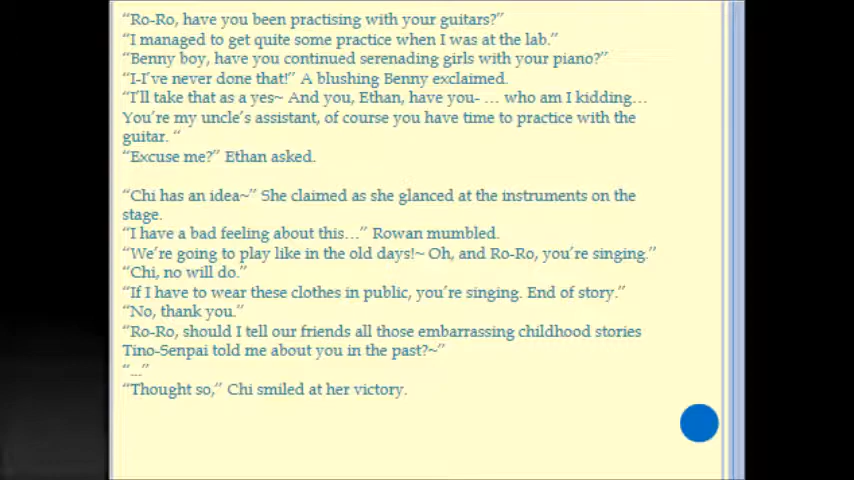 “Ro-Ro, have you been practising with your guitars?”
“I managed to get quite some practice when I was at the lab.”
“Benny boy, have you continued serenading girls with your piano?”
“I-I’ve never done that!” A blushing Benny exclaimed.
“I’ll take that as a yes~ And you, Ethan, have you- … who am I kidding…
You’re my uncle’s assistant, of course you have time to practice with the
guitar. “
“Excuse me?” Ethan asked.
“Chi has an idea~” She claimed as she glanced at the instruments on the
stage.
“I have a bad feeling about this…” Rowan mumbled.
“We’re going to play like in the old days!~ Oh, and Ro-Ro, you’re singing.”
“Chi, no will do.”
“If I have to wear these clothes in public, you’re singing. End of story.”
“No, thank you.”
“Ro-Ro, should I tell our friends all those embarrassing childhood stories
Tino-Senpai told me about you in the past?~”
“…”
“Thought so,” Chi smiled at her victory.